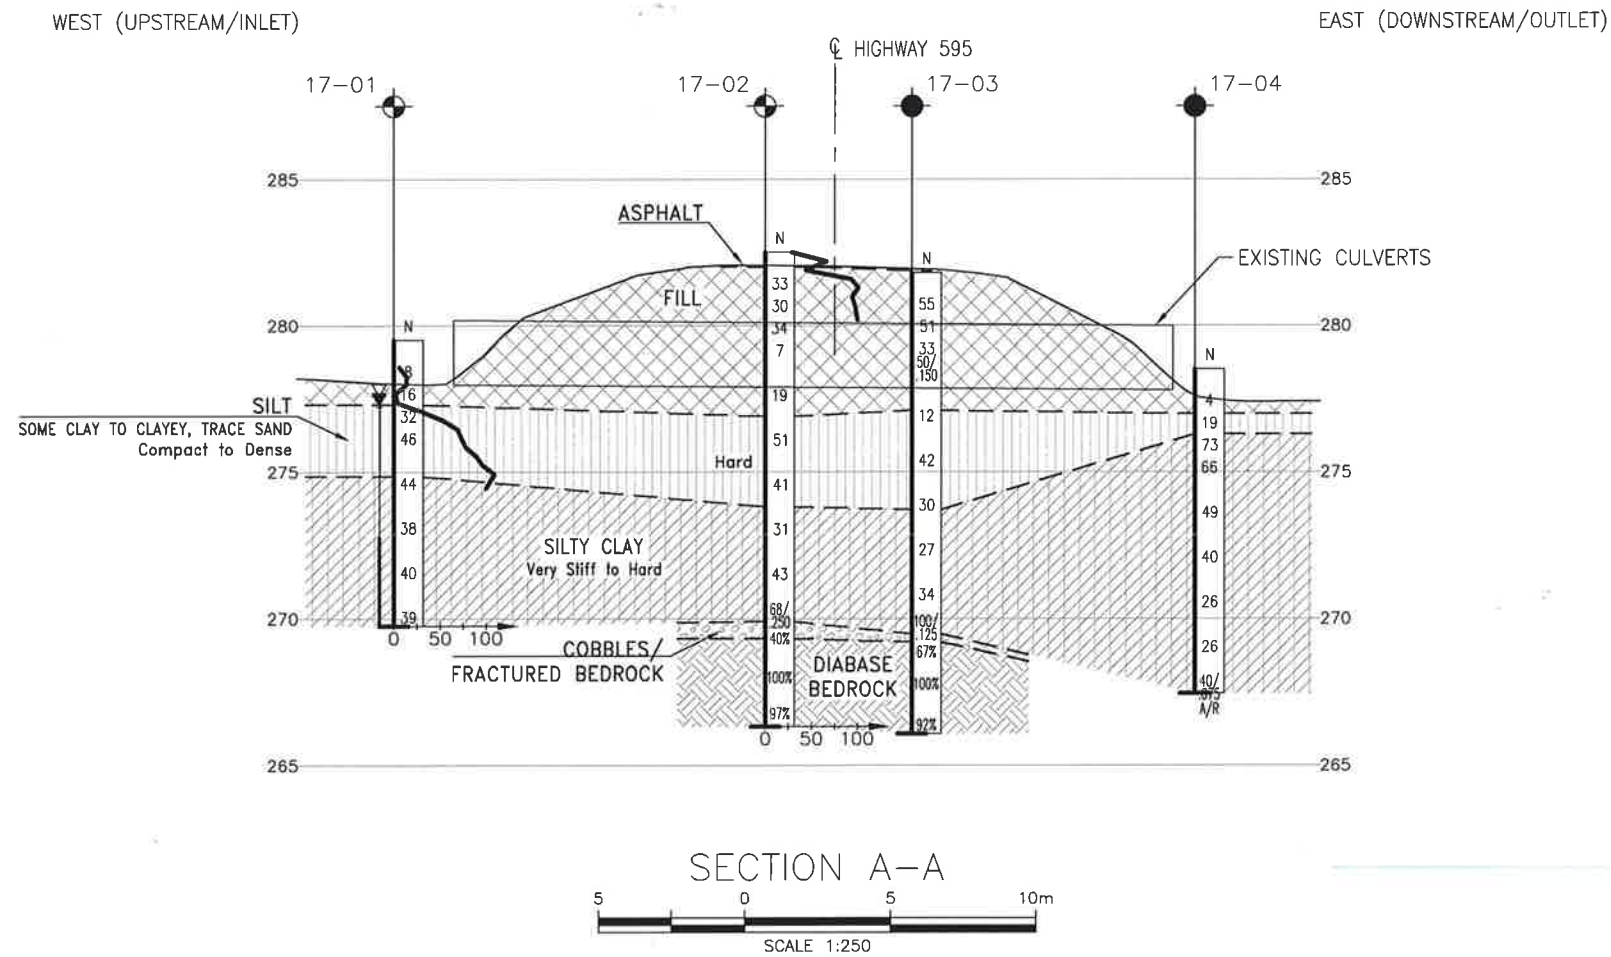 WEST (UPSTREAM/INLET)
EAST (DOWNSTREAM/OUTLET)
℄ HIGHWAY 595
17-01
17-02
17-03
17-04
285
285
ASPHALT
N
N
EXISTING CULVERTS
FILL
33
30
34
7
19
51
41
31
43
68/
250
40%
100%
97%
55
51
33
50/
.150
12
42
30
27
34
100/
.125
67%
100%
92%
280
280
N
8
16
32
46
44
38
40
39
N
4
19
73
66
49
40
26
26
40/
.075
A/R
SILT
SOME CLAY TO CLAYEY, TRACE SAND
Compact to Dense
Hard
275
275
SILTY CLAY
Very Stiff to Hard
270
270
0 50 100
COBBLES/
FRACTURED BEDROCK
DIABASE
BEDROCK
0 50 100
265
265
SECTION A-A
5 0 5 10m
SCALE 1:250